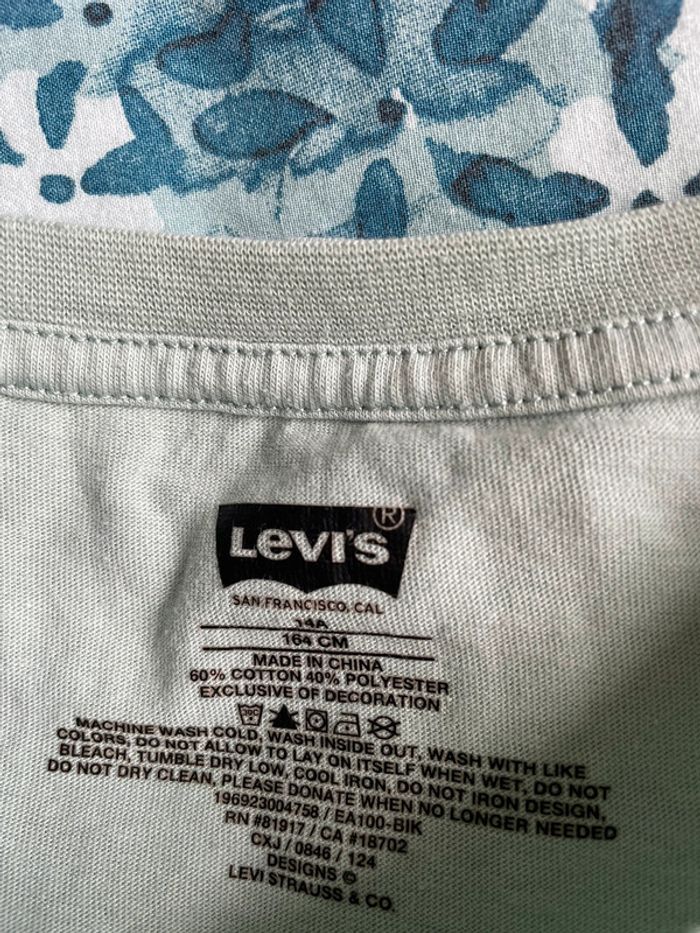 LEVI'S ®
SAN FRANCISCO, CAL
14A
164 CM
MADE IN CHINA
60% COTTON 40% POLYESTER
EXCLUSIVE OF DECORATION
MACHINE WASH COLD, WASH INSIDE OUT, WASH WITH LIKE
COLORS, DO NOT ALLOW TO LAY ON ITSELF WHEN WET, DO NOT
BLEACH, TUMBLE DRY LOW, COOL IRON, DO NOT IRON DESIGN,
DO NOT DRY CLEAN, PLEASE DONATE WHEN NO LONGER NEEDED
196923004758 / EA100-BIK
RN #81917 / CA #18702
CXJ / 0846 / 124
DESIGNS ©
LEVI STRAUSS & CO.